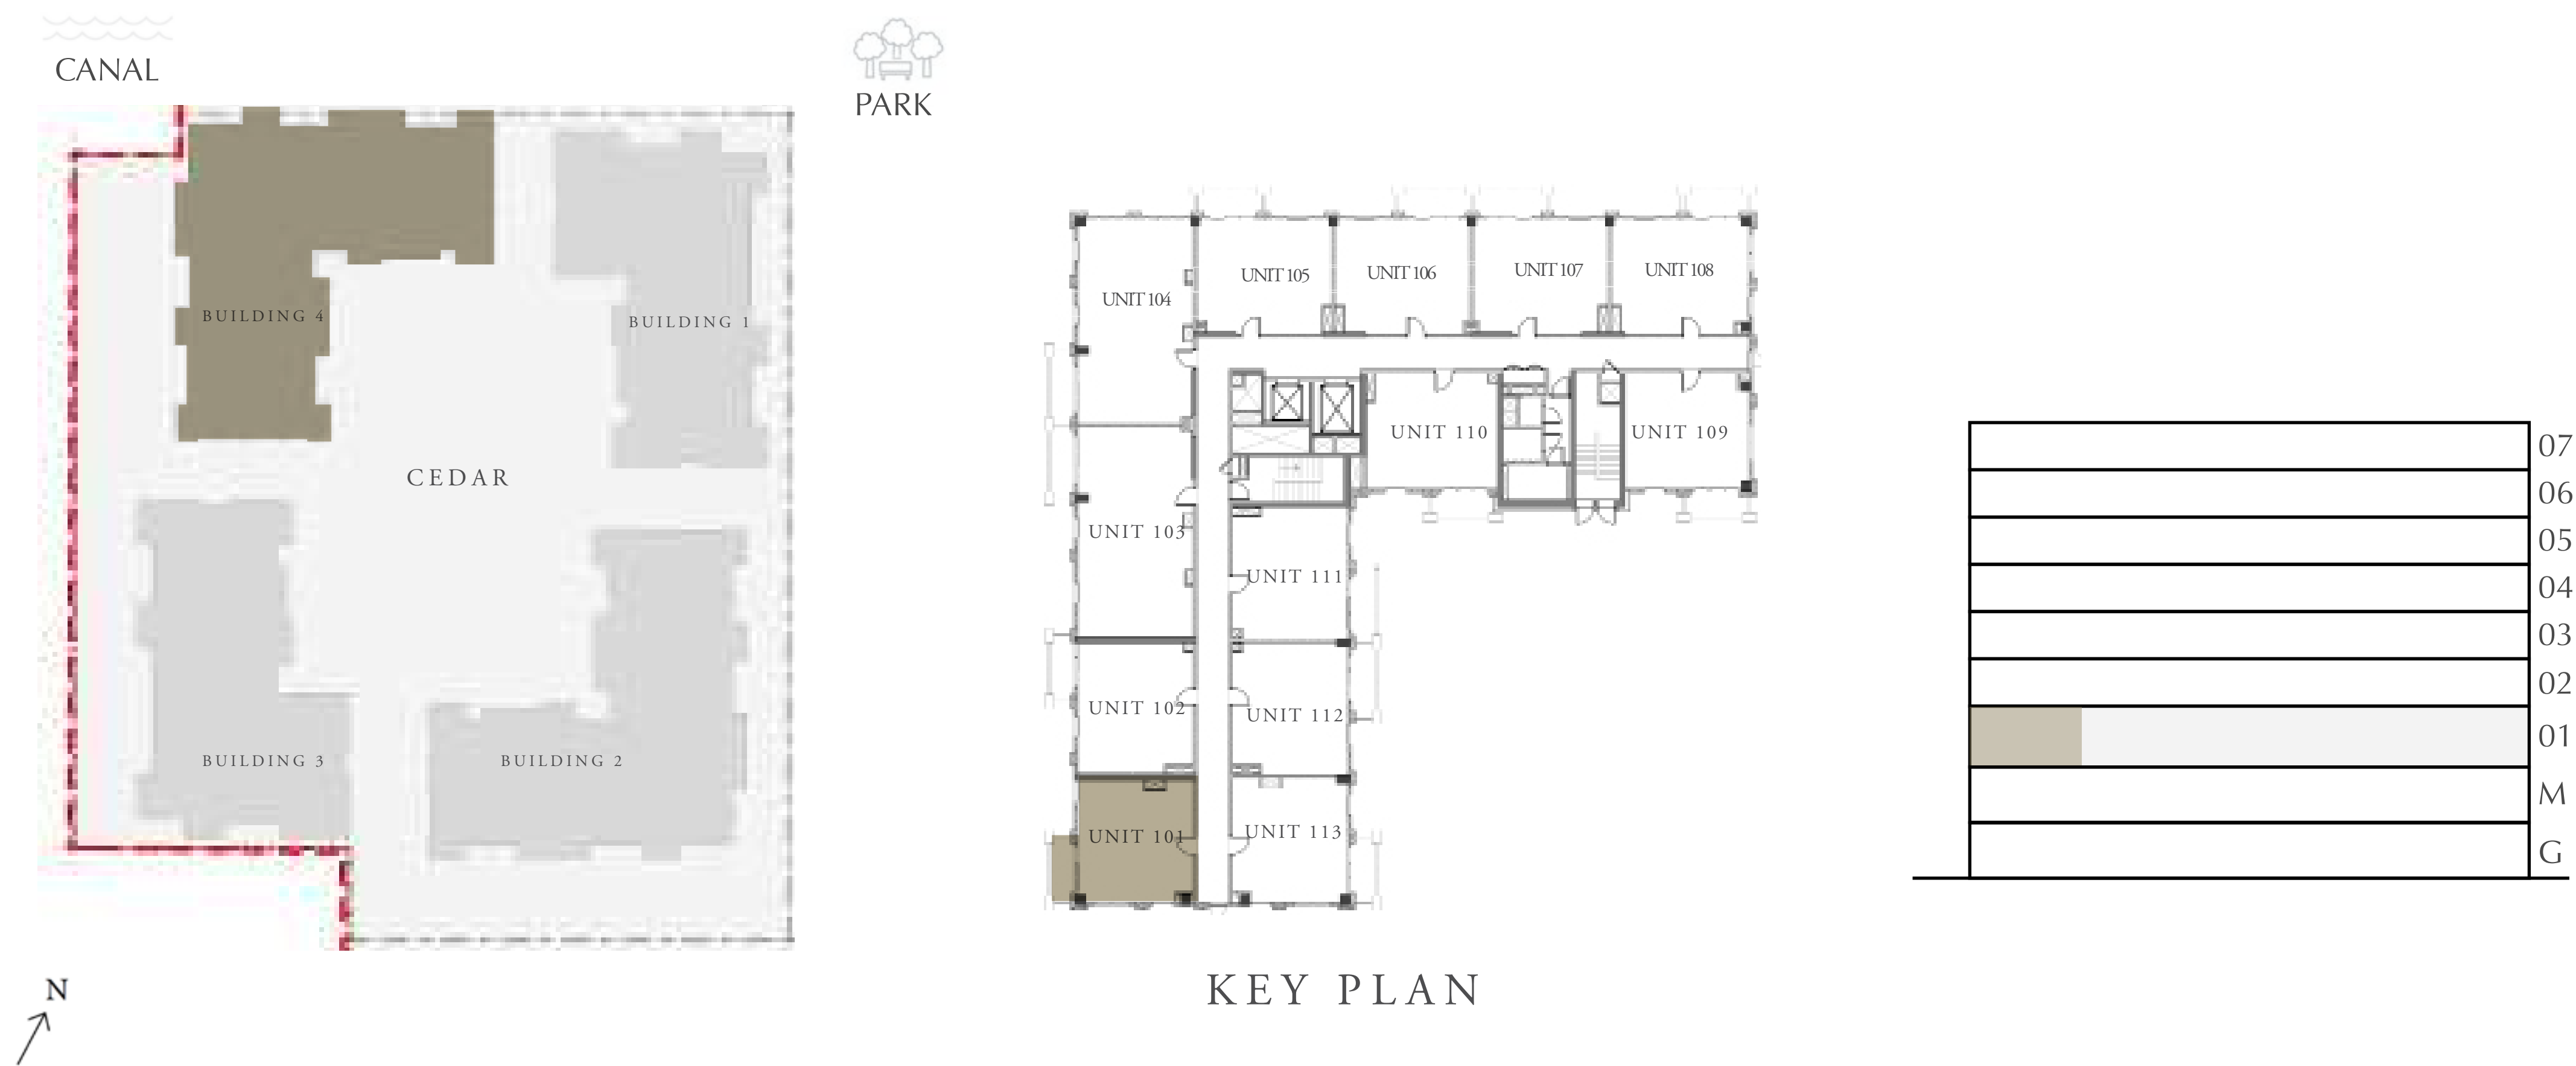 CANAL
PARK
BUILDING 4
BUILDING 1
CEDAR
BUILDING 3
BUILDING 2
N
UNIT 104
UNIT 105
UNIT 106
UNIT 107
UNIT 108
UNIT 110
UNIT 109
UNIT 103
UNIT 111
UNIT 102
UNIT 112
UNIT 101
UNIT 113
KEY PLAN
07
06
05
04
03
02
01
M
G